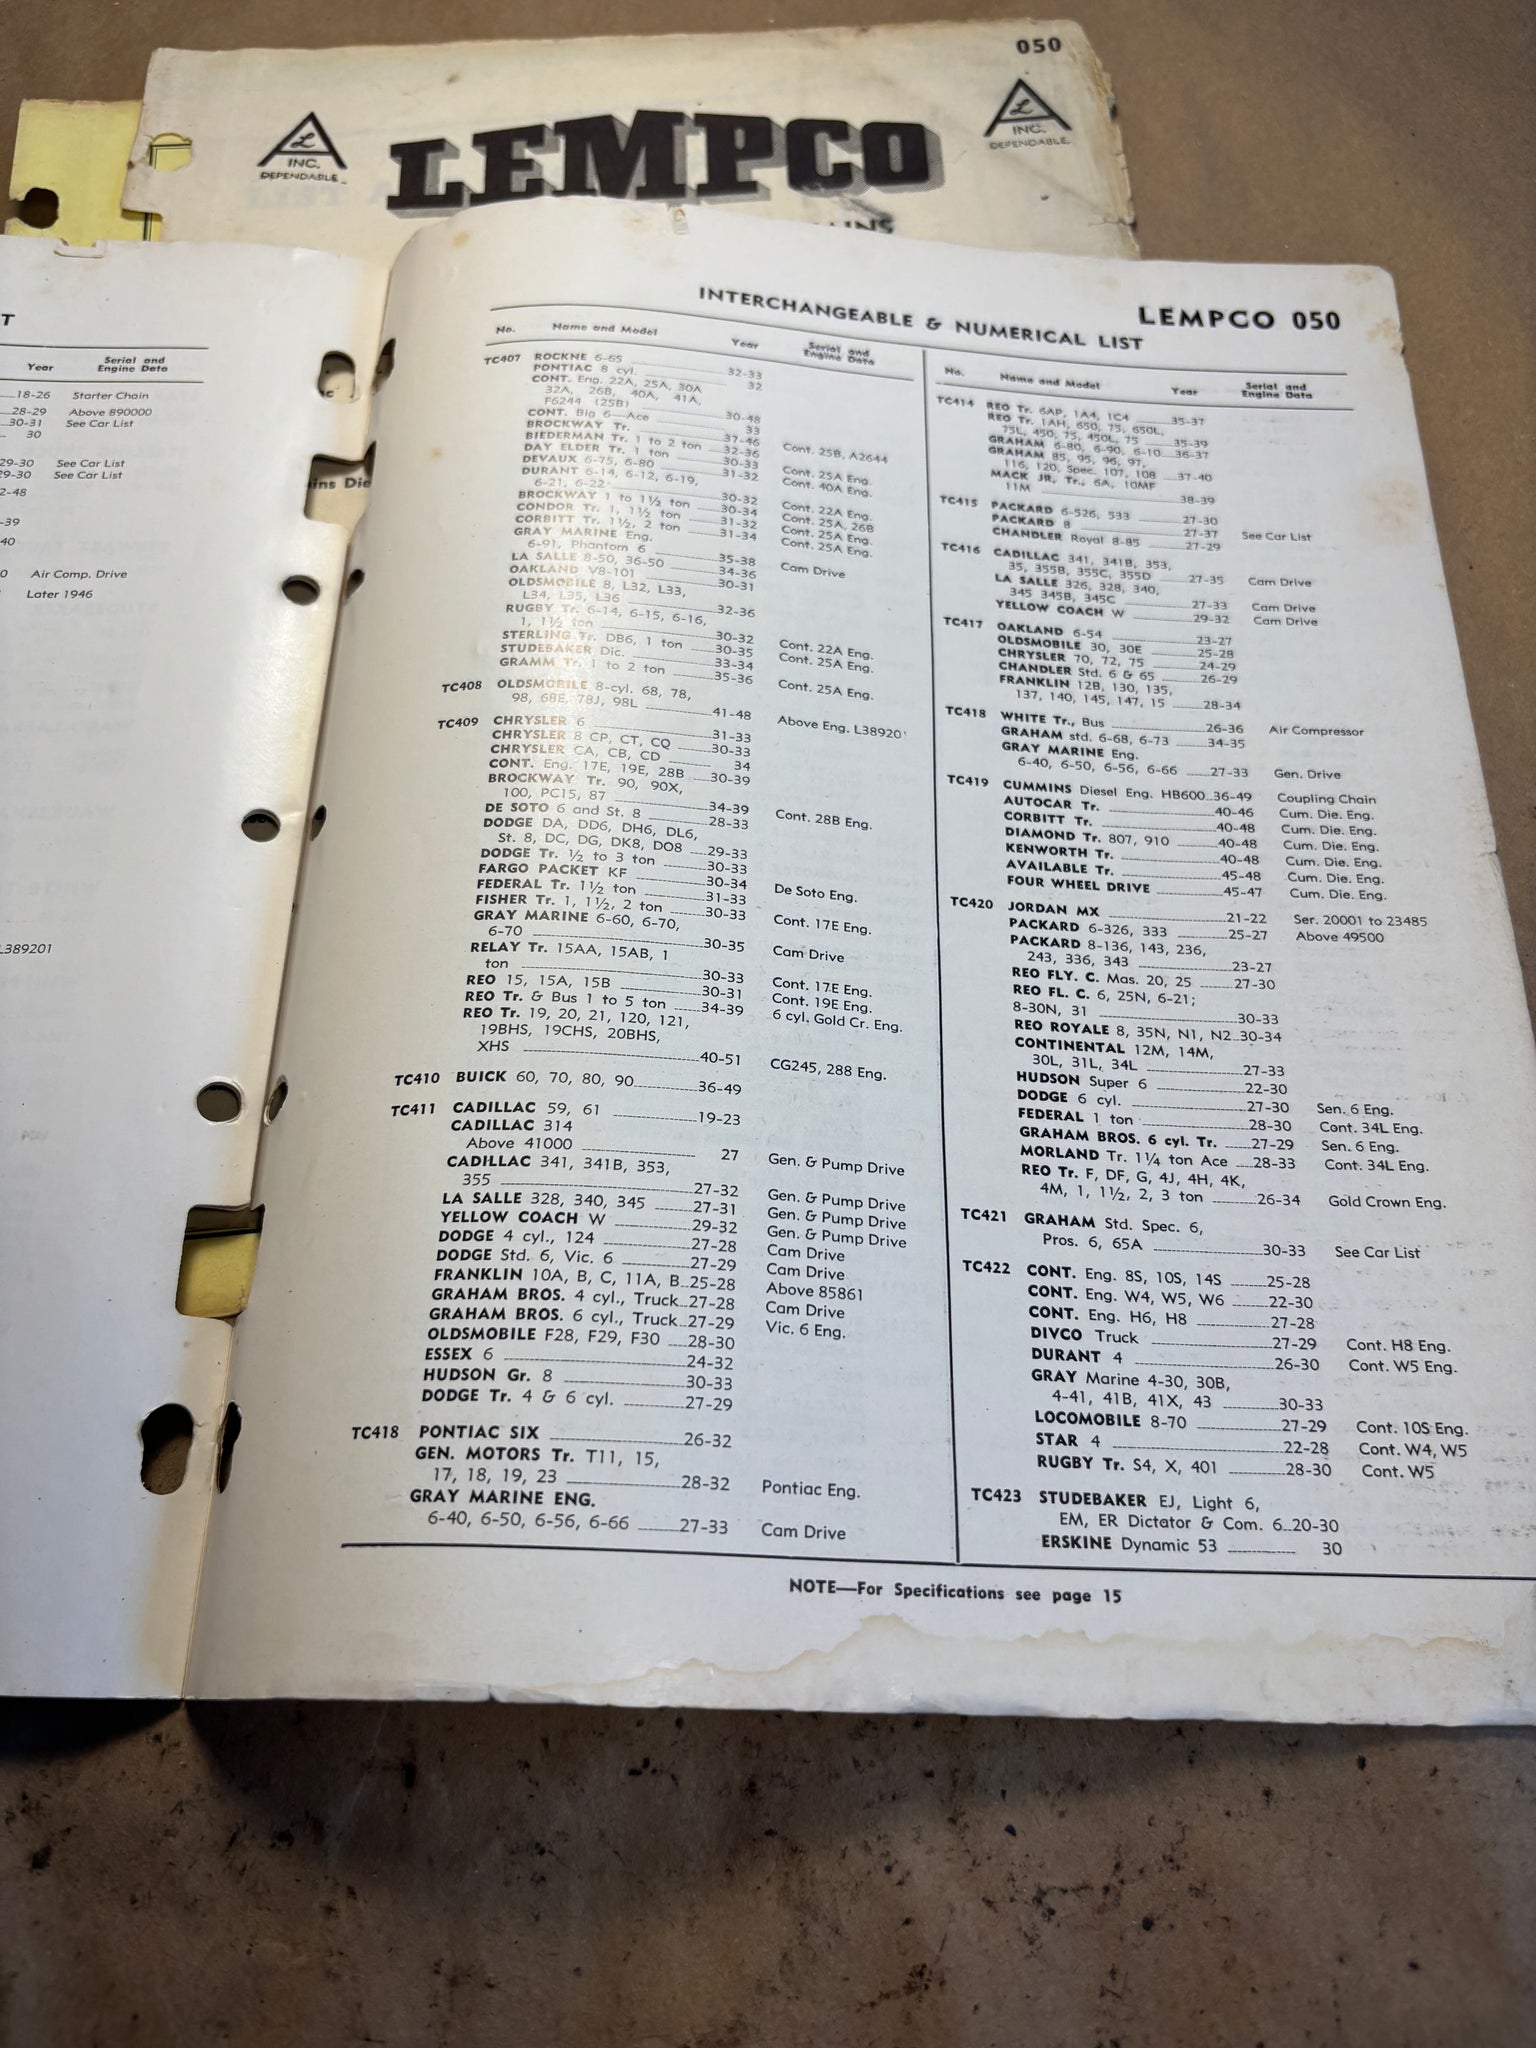 050
L
INC.
DEPENDABLE
LEMPCO
L
INC.
DEPENDABLE
AINS
T
Year Serial and
Engine Data
18-26 Starter Chain
28-29 Above 890000
30-31 See Car List
30
29-30 See Car List
29-30 See Car List
2-48
-39
40
0 Air Comp. Drive
Later 1946
L389201
ins Die
INTERCHANGEABLE & NUMERICAL LIST
LEMPCO 050
No. Name and Model Year Serial and
Engine Data
TC407 ROCKNE 6-65 32-33
PONTIAC 8 cyl. 32
CONT. Eng. 22A, 25A, 30A
32A, 26B, 40A, 41A,
F6244 (25B) 30-48
CONT. Big 6—Ace 33
BROCKWAY Tr. 37-46
BIEDERMAN Tr. 1 to 2 ton 32-36 Cont. 25B, A2644
DAY ELDER Tr. 1 ton 30-33
DEVAUX 6-75, 6-80 31-32 Cont. 25A Eng.
DURANT 6-14, 6-12, 6-19, Cont. 40A Eng.
6-21, 6-22 30-32
BROCKWAY 1 to 1½ ton 30-34 Cont. 22A Eng.
CONDOR Tr. 1, 1½ ton 31-32 Cont. 25A, 26B
CORBITT Tr. 1½, 2 ton 31-34 Cont. 25A Eng.
GRAY MARINE Eng. Cont. 25A Eng.
6-91, Phantom 6 35-38
LA SALLE 8-50, 36-50 34-36 Cam Drive
OAKLAND V8-101 30-31
OLDSMOBILE 8, L32, L33,
L34, L35, L36 32-36
RUGBY Tr. 6-14, 6-15, 6-16,
1, 1½ ton 30-32
STERLING Tr. DB6, 1 ton 30-35 Cont. 22A Eng.
STUDEBAKER Dic. 33-34 Cont. 25A Eng.
GRAMM Tr. 1 to 2 ton 35-36
Cont. 25A Eng.
TC408 OLDSMOBILE 8-cyl. 68, 78,
98, 68E, 78J, 98L 41-48 Above Eng. L38920
TC409 CHRYSLER 6 31-33
CHRYSLER 8 CP, CT, CQ 30-33
CHRYSLER CA, CB, CD 34
CONT. Eng. 17E, 19E, 28B 30-39
BROCKWAY Tr. 90, 90X,
100, PC15, 87 34-39 Cont. 28B Eng.
DE SOTO 6 and St. 8 28-33
DODGE DA, DD6, DH6, DL6,
St. 8, DC, DG, DK8, DO8 29-33
DODGE Tr. ½ to 3 ton 30-33
FARGO PACKET KF 30-34 De Soto Eng.
FEDERAL Tr. 1½ ton 31-33
FISHER Tr. 1, 1½, 2 ton 30-33 Cont. 17E Eng.
GRAY MARINE 6-60, 6-70,
6-70 30-35 Cam Drive
RELAY Tr. 15AA, 15AB, 1
ton 30-33 Cont. 17E Eng.
REO 15, 15A, 15B 30-31 Cont. 19E Eng.
REO Tr. & Bus 1 to 5 ton 34-39 6 cyl. Gold Cr. Eng.
REO Tr. 19, 20, 21, 120, 121,
19BHS, 19CHS, 20BHS,
XHS 40-51 CG245, 288 Eng.
TC410 BUICK 60, 70, 80, 90 36-49
TC411 CADILLAC 59, 61 19-23
CADILLAC 314
Above 41000 27 Gen. & Pump Drive
CADILLAC 341, 341B, 353,
355 27-32 Gen. & Pump Drive
LA SALLE 328, 340, 345 27-31 Gen. & Pump Drive
YELLOW COACH W 29-32 Gen. & Pump Drive
DODGE 4 cyl., 124 27-28 Cam Drive
DODGE Std. 6, Vic. 6 27-29 Cam Drive
FRANKLIN 10A, B, C, 11A, B 25-28 Above 85861
GRAHAM BROS. 4 cyl., Truck 27-28 Cam Drive
GRAHAM BROS. 6 cyl., Truck 27-29 Vic. 6 Eng.
OLDSMOBILE F28, F29, F30 28-30
ESSEX 6 24-32
HUDSON Gr. 8 30-33
DODGE Tr. 4 & 6 cyl. 27-29
TC418 PONTIAC SIX 26-32
GEN. MOTORS Tr. T11, 15,
17, 18, 19, 23 28-32 Pontiac Eng.
GRAY MARINE ENG.
6-40, 6-50, 6-56, 6-66 27-33 Cam Drive
No. Name and Model Year Serial and
Engine Data
TC414 REO Tr. 6AP, 1A4, 1C4 35-37
REO Tr. 1AH, 650, 75, 650L,
75L, 450, 75, 450L, 75 35-39
GRAHAM 6-80, 6-90, 6-10 36-37
GRAHAM 85, 95, 96, 97,
116, 120, Spec. 107, 108 37-40
MACK JR, Tr., 6A, 10MF
11M 38-39
TC415 PACKARD 6-526, 533 27-30
PACKARD 8 27-37 See Car List
CHANDLER Royal 8-85 27-29
TC416 CADILLAC 341, 341B, 353,
35, 355B, 355C, 355D 27-35 Cam Drive
LA SALLE 326, 328, 340,
345 345B, 345C 27-33 Cam Drive
YELLOW COACH W 29-32 Cam Drive
TC417 OAKLAND 6-54 23-27
OLDSMOBILE 30, 30E 25-28
CHRYSLER 70, 72, 75 24-29
CHANDLER Std. 6 & 65 26-29
FRANKLIN 12B, 130, 135,
137, 140, 145, 147, 15 28-34
TC418 WHITE Tr., Bus 26-36 Air Compressor
GRAHAM std. 6-68, 6-73 34-35
GRAY MARINE Eng.
6-40, 6-50, 6-56, 6-66 27-33 Gen. Drive
TC419 CUMMINS Diesel Eng. HB600 36-49 Coupling Chain
AUTOCAR Tr. 40-46 Cum. Die. Eng.
CORBITT Tr. 40-48 Cum. Die. Eng.
DIAMOND Tr. 807, 910 40-48 Cum. Die. Eng.
KENWORTH Tr. 40-48 Cum. Die. Eng.
AVAILABLE Tr. 45-48 Cum. Die. Eng.
FOUR WHEEL DRIVE 45-47 Cum. Die. Eng.
TC420 JORDAN MX 21-22 Ser. 20001 to 23485
PACKARD 6-326, 333 25-27 Above 49500
PACKARD 8-136, 143, 236,
243, 336, 343 23-27
REO FLY. C. Mas. 20, 25 27-30
REO FL. C. 6, 25N, 6-21;
8-30N, 31 30-33
REO ROYALE 8, 35N, N1, N2 30-34
CONTINENTAL 12M, 14M,
30L, 31L, 34L 27-33
HUDSON Super 6 22-30
DODGE 6 cyl. 27-30 Sen. 6 Eng.
FEDERAL 1 ton 28-30 Cont. 34L Eng.
GRAHAM BROS. 6 cyl. Tr. 27-29 Sen. 6 Eng.
MORLAND Tr. 1¼ ton Ace 28-33 Cont. 34L Eng.
REO Tr. F, DF, G, 4J, 4H, 4K,
4M, 1, 1½, 2, 3 ton 26-34 Gold Crown Eng.
TC421 GRAHAM Std. Spec. 6,
Pros. 6, 65A 30-33 See Car List
TC422 CONT. Eng. 8S, 10S, 14S 25-28
CONT. Eng. W4, W5, W6 22-30
CONT. Eng. H6, H8 27-28
DIVCO Truck 27-29 Cont. H8 Eng.
DURANT 4 26-30 Cont. W5 Eng.
GRAY Marine 4-30, 30B,
4-41, 41B, 41X, 43 30-33
LOCOMOBILE 8-70 27-29 Cont. 10S Eng.
STAR 4 22-28 Cont. W4, W5
RUGBY Tr. S4, X, 401 28-30 Cont. W5
TC423 STUDEBAKER EJ, Light 6,
EM, ER Dictator & Com. 6 20-30
ERSKINE Dynamic 53 30
NOTE—For Specifications see page 15